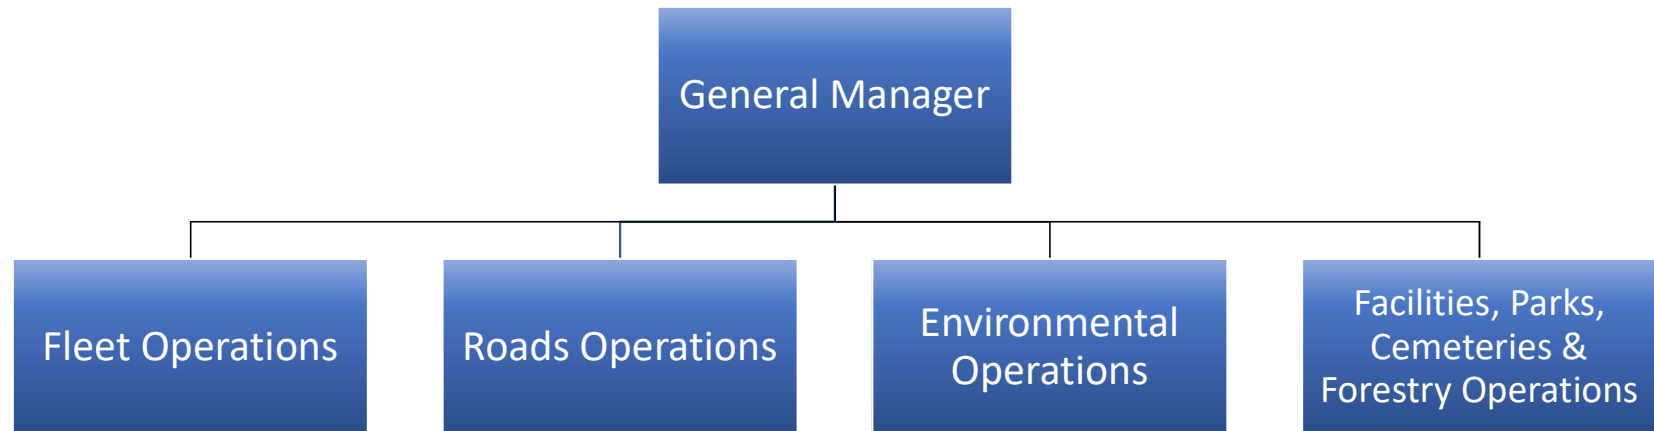 General Manager
Fleet Operations
Roads Operations
Environmental
Operations
Facilities, Parks,
Cemeteries &
Forestry Operations